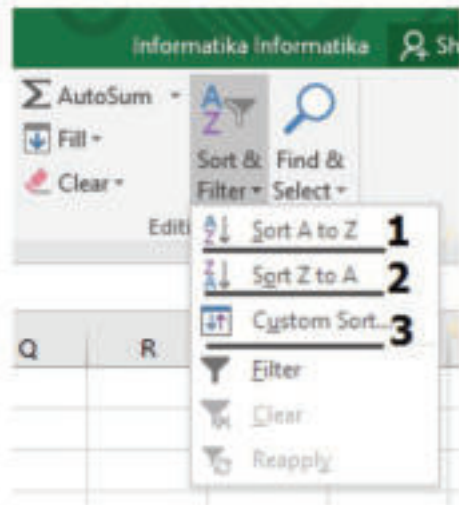 Informatika Informatika Sh
AutoSum
Fill
Clear
Sort &
Filter
Find &
Select
Editi
Sort A to Z 1
Sort Z to A 2
Custom Sort... 3
Filter
Clear
Reapply
Q R